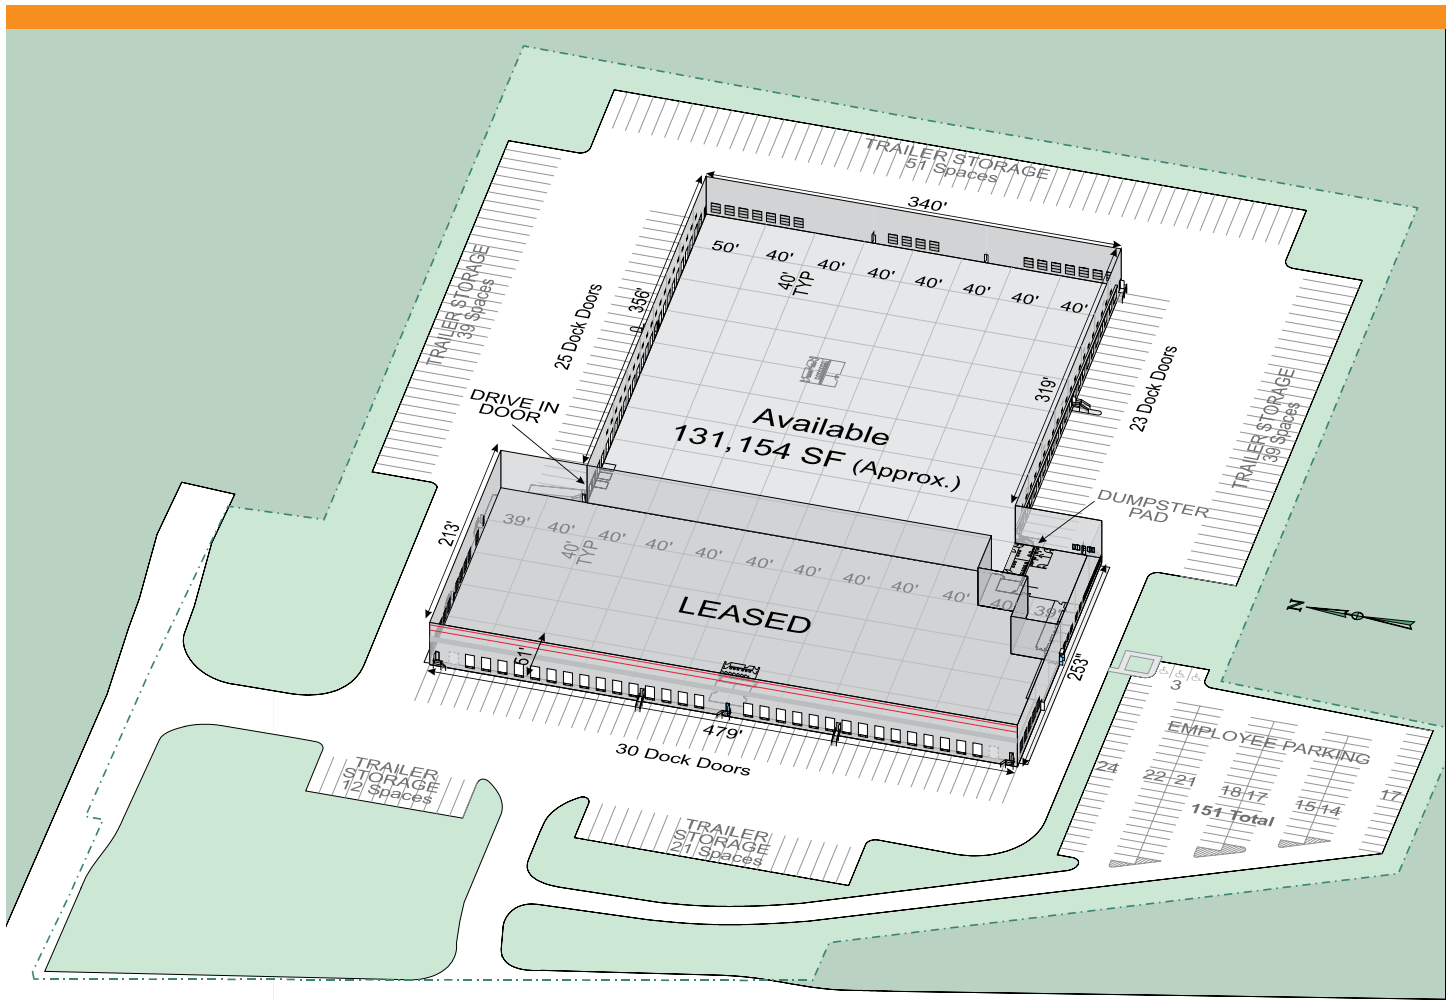 TRAILER STORAGE
51 Spaces
340'
50'
40'
40'
40'
40'
40'
40'
40'
40'
TYP
TRAILER STORAGE
39 Spaces
25 Dock Doors
356'
319'
23 Dock Doors
TRAILER STORAGE
39 Spaces
DRIVE IN
DOOR
Available
131,154 SF (Approx.)
DUMPSTER
PAD
213'
39'
40'
40'
40'
40'
40'
40'
40'
40'
40'
40'
39'
40'
TYP
LEASED
N
51'
253"
479'
30 Dock Doors
3
EMPLOYEE PARKING
24
22
21
18
17
15
14
17
151 Total
TRAILER
STORAGE
12 Spaces
TRAILER
STORAGE
21 Spaces